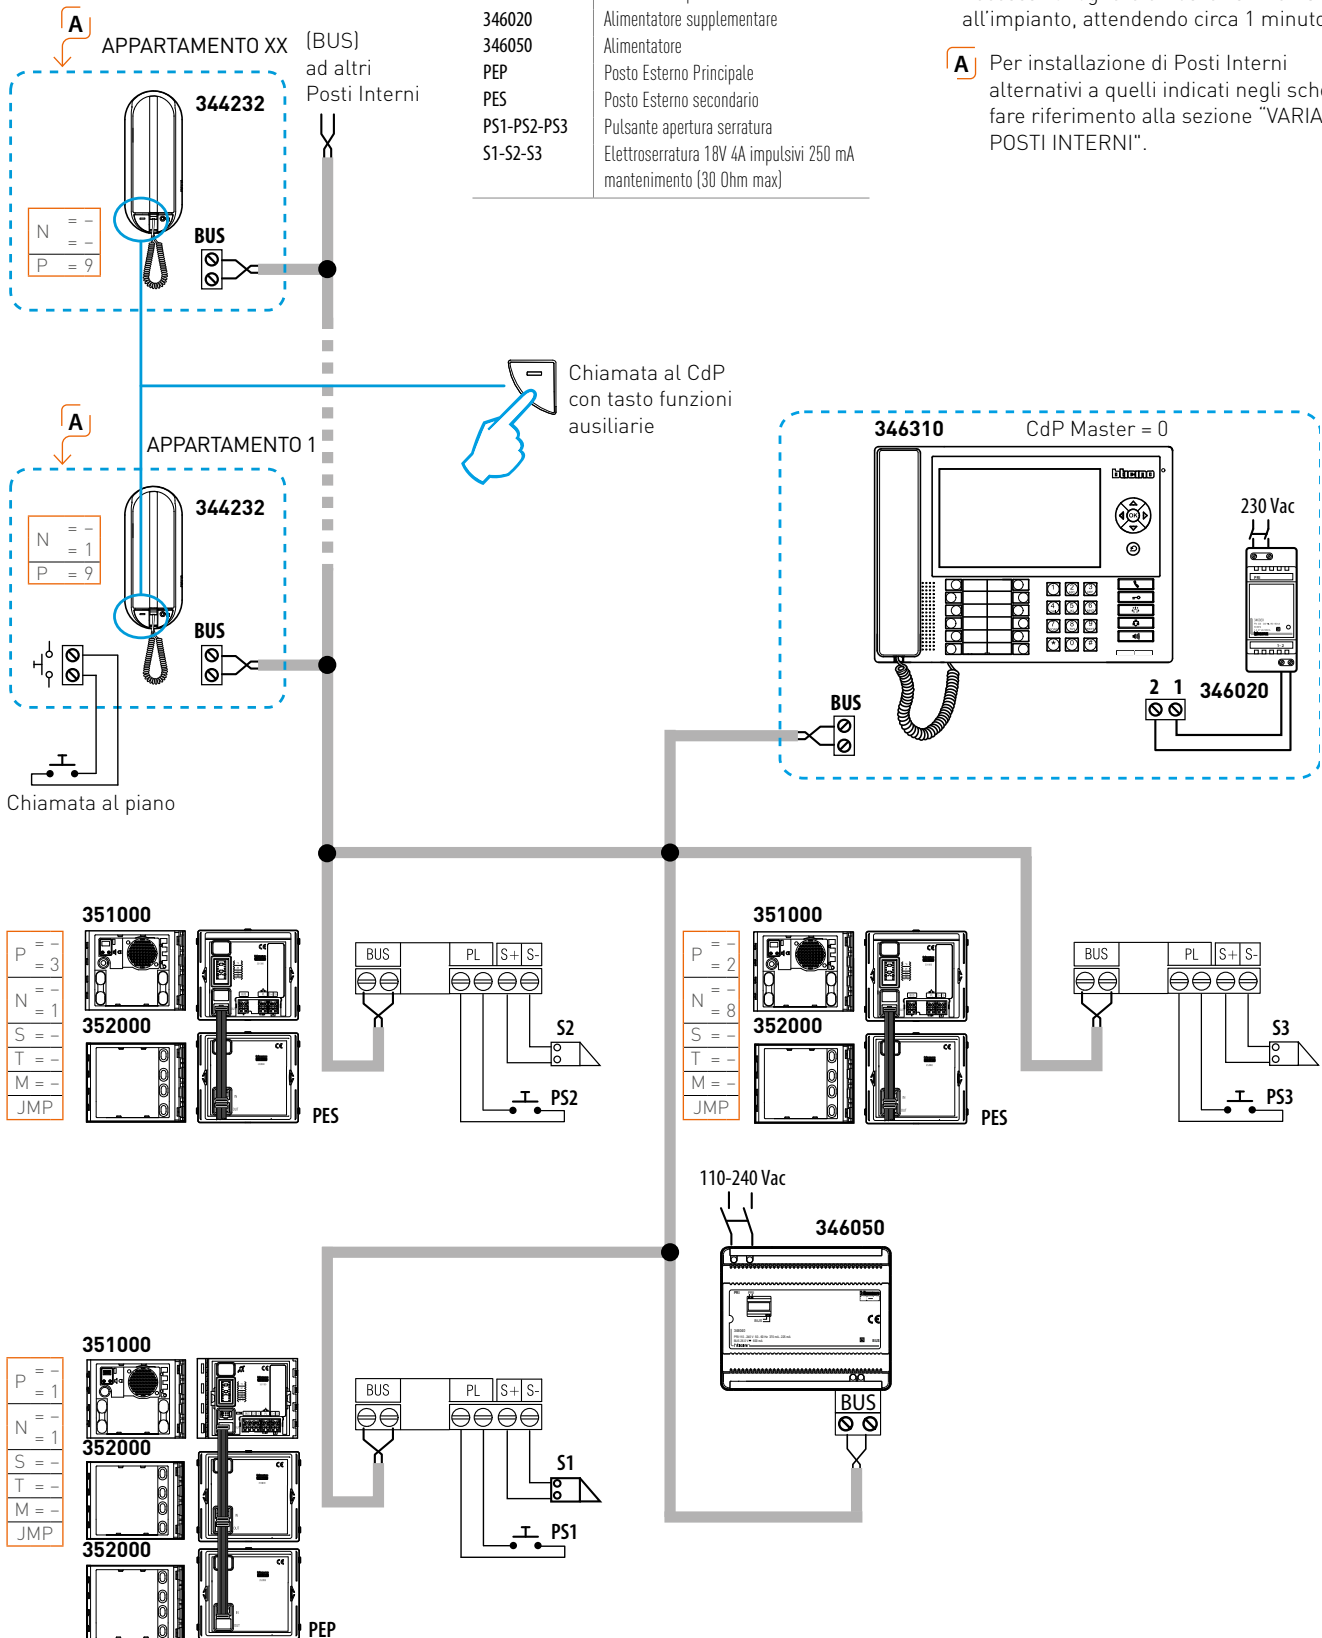 346020 Alimentatore supplementare
346050 Alimentatore
PEP Posto Esterno Principale
PES Posto Esterno secondario
PS1-PS2-PS3 Pulsante apertura serratura
S1-S2-S3 Elettroserratura 18V 4A impulsivi 250 mA
mantenimento (30 Ohm max)
all’impianto, attendendo circa 1 minuto
A Per installazione di Posti Interni
alternativi a quelli indicati negli sche
fare riferimento alla sezione “VARIA
POSTI INTERNI".
A
APPARTAMENTO XX
(BUS)
ad altri
Posti Interni
344232
N = –
= –
P = 9
BUS
Chiamata al CdP
con tasto funzioni
ausiliarie
A
APPARTAMENTO 1
344232
N = –
= 1
P = 9
BUS
Chiamata al piano
346310
CdP Master = 0
bticino
OK
230 Vac
2 1
346020
BUS
351000
P = –
= 3
N = –
= 1
S = –
T = –
M = –
JMP
352000
PES
BUS PL S+ S-
S2
PS2
351000
P = –
= 2
N = –
= 8
S = –
T = –
M = –
JMP
352000
PES
BUS PL S+ S-
S3
PS3
110-240 Vac
346050
BUS
351000
P = –
= 1
N = –
= 1
S = –
T = –
M = –
JMP
352000
352000
PEP
BUS PL S+ S-
S1
PS1